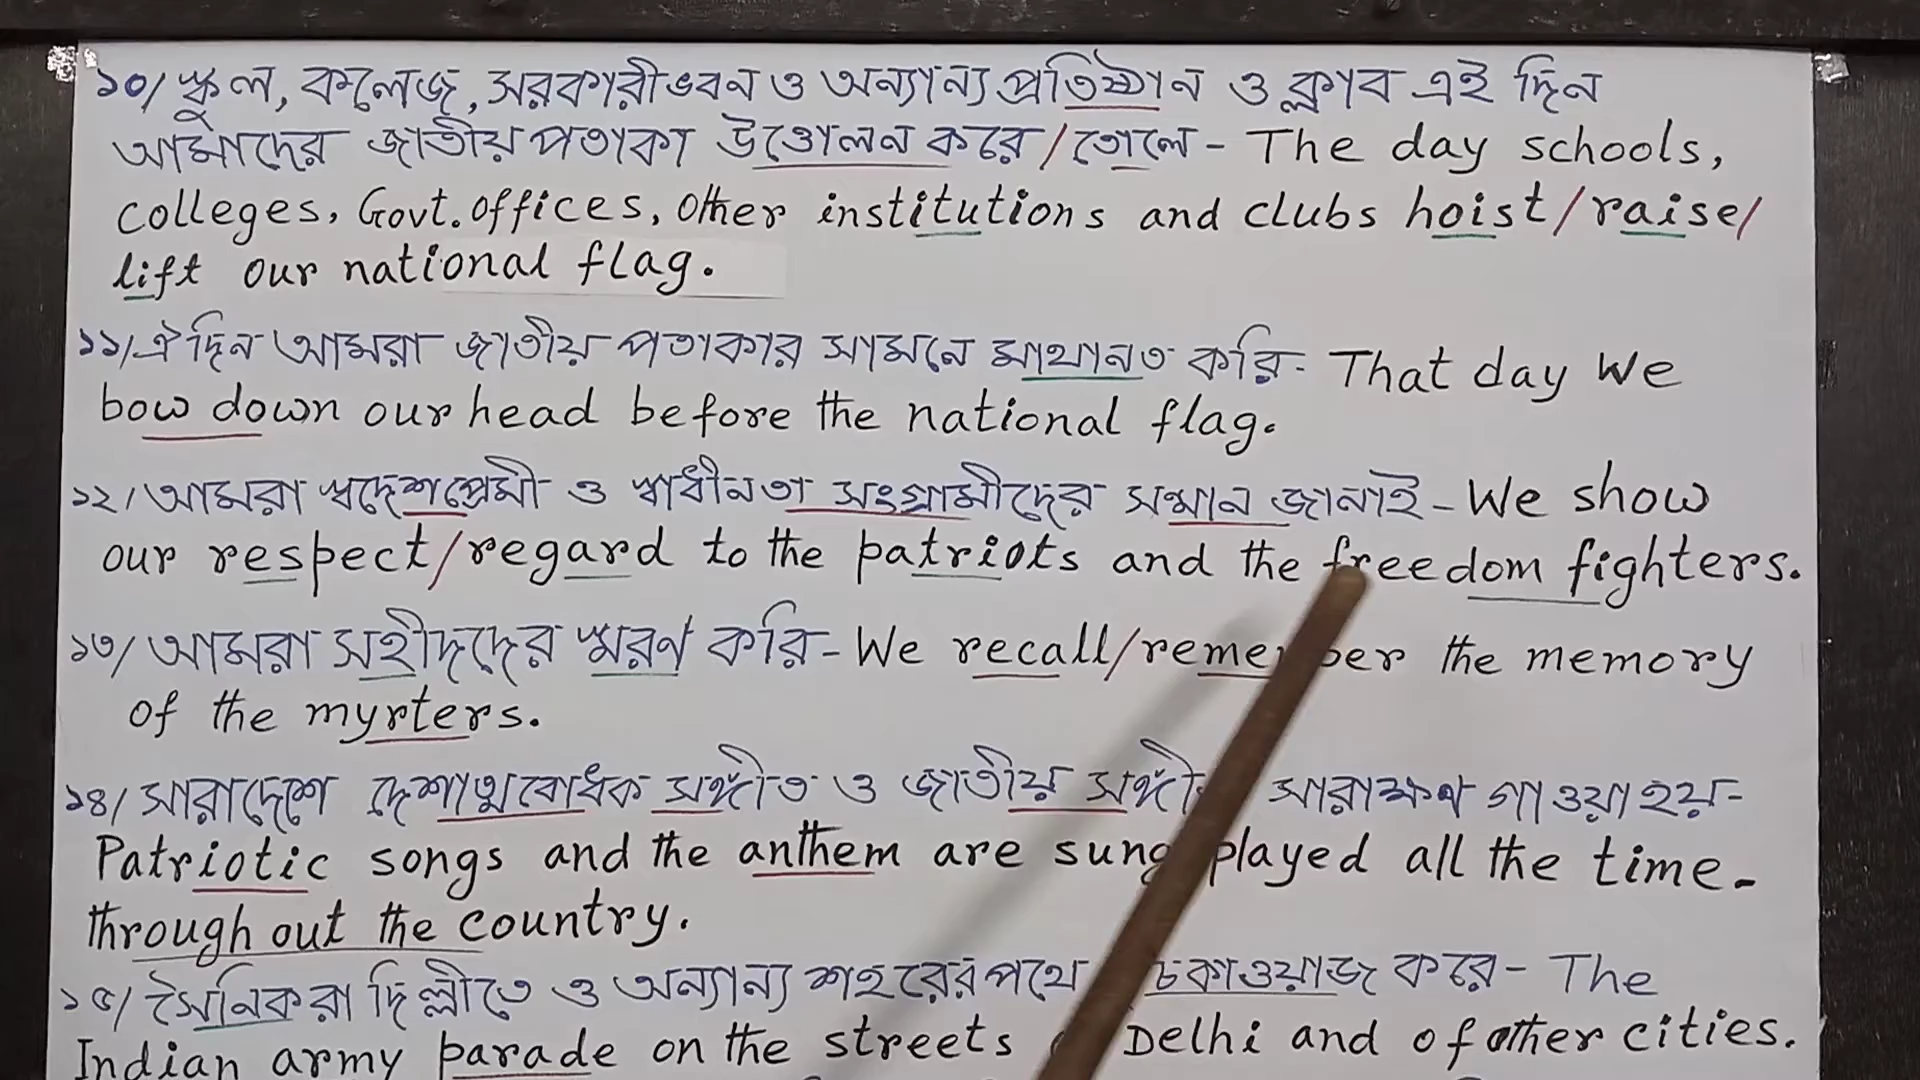 ১০/ স্কুল, কলেজ, সরকারী ভবন ও অন্যান্য প্রতিষ্ঠান ও ক্লাব এই দিন
আমাদের জাতীয় পতাকা উত্তোলন করে/তোলে - The day schools,
colleges, Govt. offices, other institutions and clubs hoist/raise/
lift our national flag.
১১/ ঐ দিন আমরা জাতীয় পতাকার সামনে মাথানত করি - That day we
bow down our head before the national flag.
১২/ আমরা স্বদেশপ্রেমী ও স্বাধীনতা সংগ্রামীদের সন্মান জানাই - We show
our respect/regard to the patriots and the freedom fighters.
১৩/ আমরা সহীদদের স্মরণ করি - We recall/remember the memory
of the myrters.
১৪/ সারাদেশে দেশাত্মবোধক সঙ্গীত ও জাতীয় সারাক্ষণ গাওয়া হয় -
Patriotic songs and the anthem are sung played all the time -
through out the country.
১৫/ সৈনিকরা দিল্লীতে ও অন্যান্য শহরের পথে করে - The
Indian army parade on the streets Delhi and of other cities.